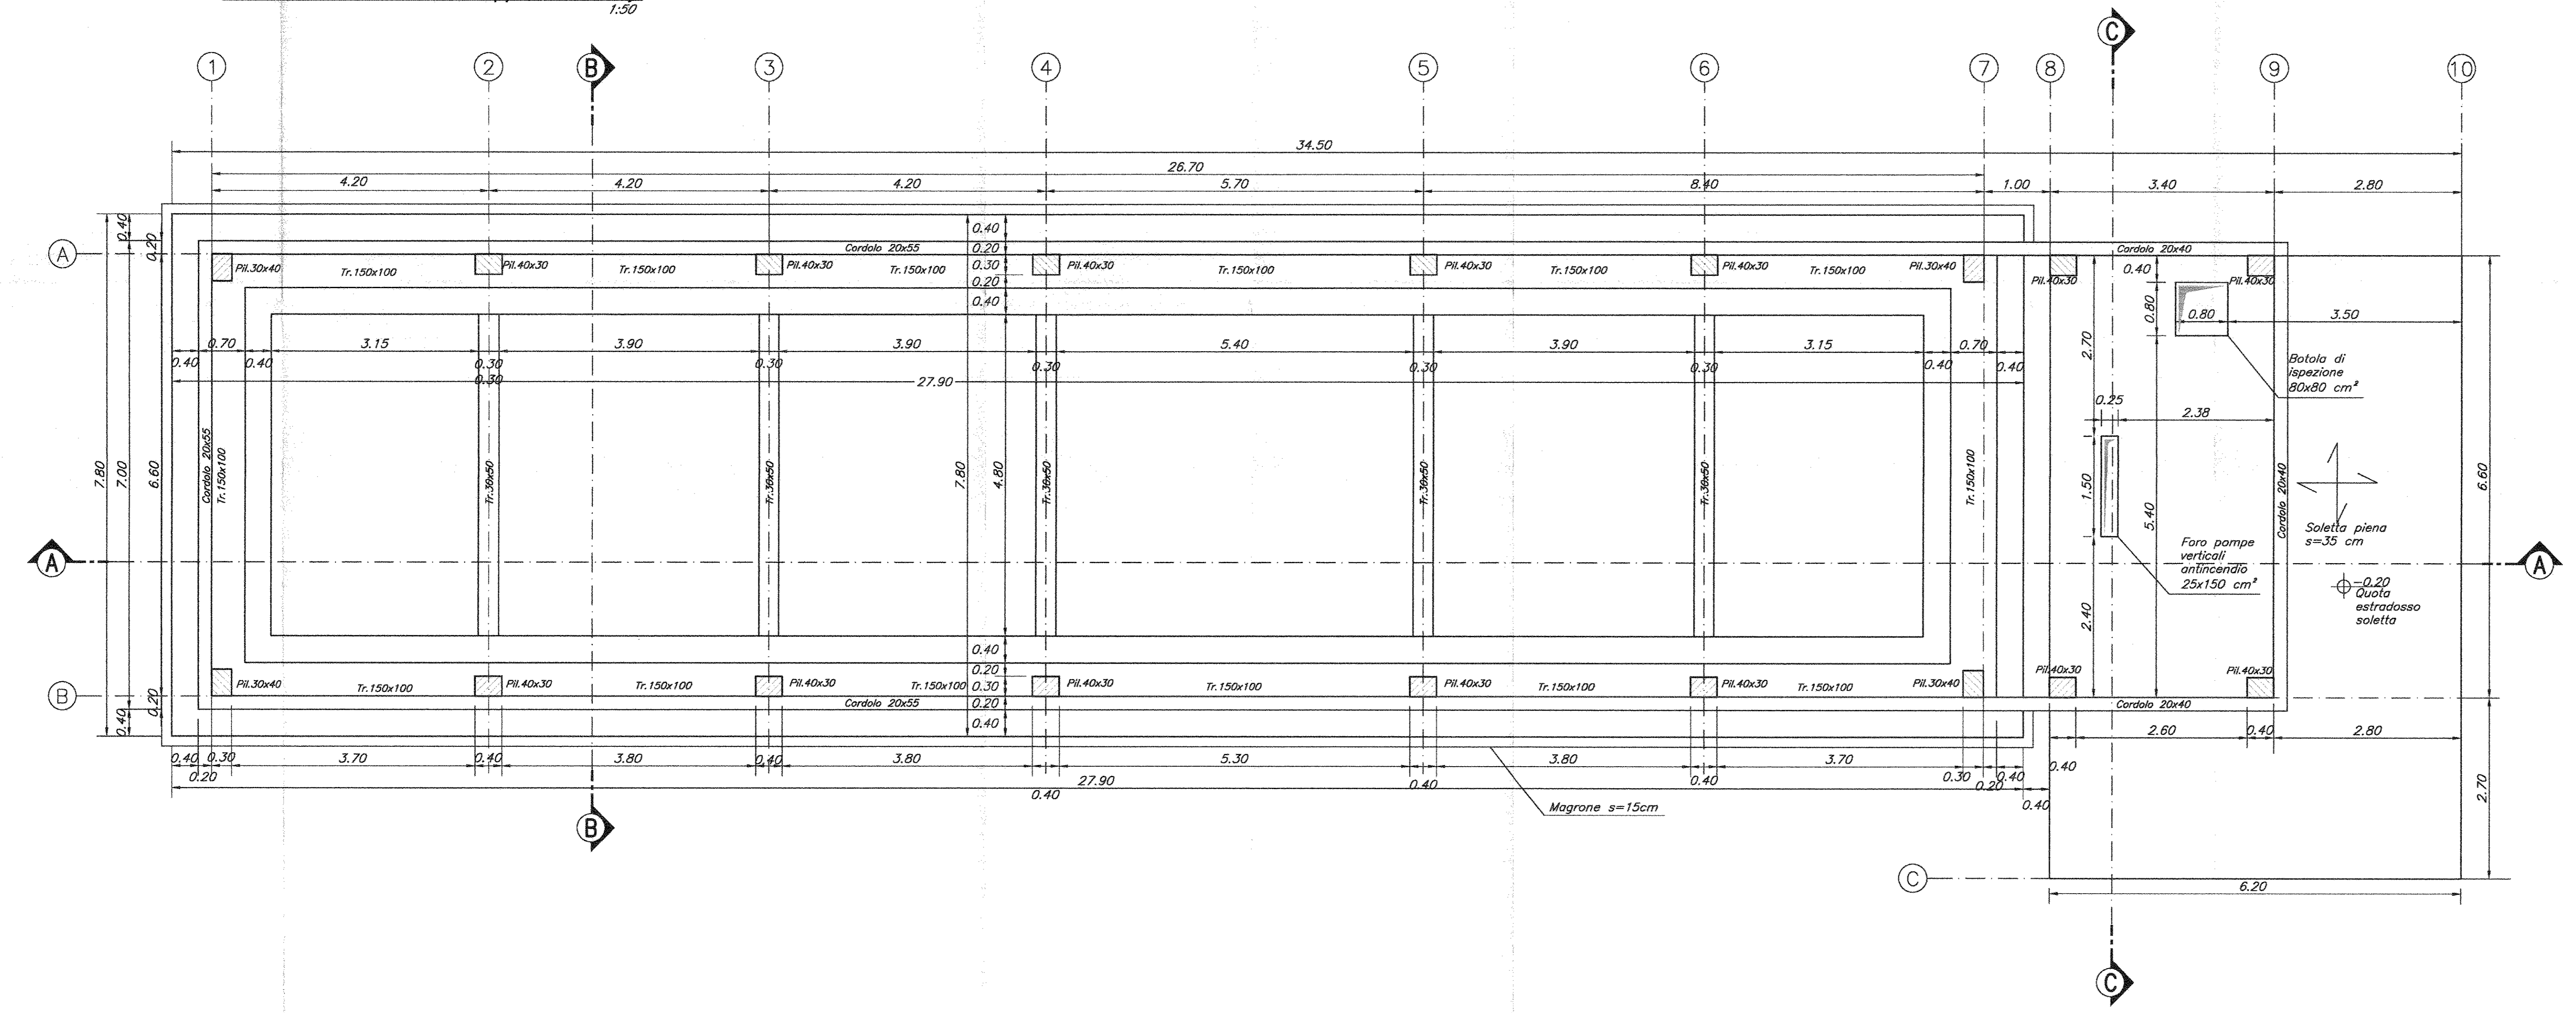 1:50
1
2
B
3
4
5
6
7
8
C
9
10
34.50
26.70
4.20
4.20
4.20
5.70
8.40
1.00
3.40
2.80
0.40
0.20
A
0.40
0.20
0.30
0.20
0.40
Cordolo 20x55
Cordolo 20x40
Pil.30x40
Tr.150x100
Pil.40x30
Tr.150x100
Pil.40x30
Tr.150x100
Pil.40x30
Tr.150x100
Pil.40x30
Tr.150x100
Pil.40x30
Tr.150x100
Pil.30x40
Pil.40x30
0.40
Pil.40x30
0.80
0.80
3.50
0.70
3.15
3.90
3.90
5.40
3.90
3.15
0.70
0.40
0.40
0.30
0.30
0.30
0.30
0.30
0.40
0.40
0.30
27.90
2.70
Botola di
ispezione
80x80 cm²
0.25
2.38
7.80
7.00
6.60
Cordolo 20x55
Tr.150x100
Tr.30x50
Tr.30x50
7.80
4.80
Tr.30x50
Tr.30x50
Tr.30x50
Tr.150x100
1.50
5.40
Cordolo 20x40
6.60
Soletta piena
s=35 cm
Foro pompe
verticali
antincendio
25x150 cm²
A
A
-0.20
Quota
estradosso
soletta
2.40
0.40
0.20
0.30
0.20
0.40
Pil.30x40
Tr.150x100
Pil.40x30
Tr.150x100
Pil.40x30
Tr.150x100
Pil.40x30
Tr.150x100
Pil.40x30
Tr.150x100
Pil.40x30
Tr.150x100
Pil.30x40
Pil.40x30
Pil.40x30
B
0.20
0.40
Cordolo 20x55
Cordolo 20x40
2.60
0.40
2.80
0.40
0.40
0.30
3.70
0.40
3.80
0.40
3.80
5.30
3.80
3.70
0.20
0.30
0.40
0.20
27.90
0.40
0.40
0.40
0.40
2.70
Magrone s=15cm
B
C
6.20
C